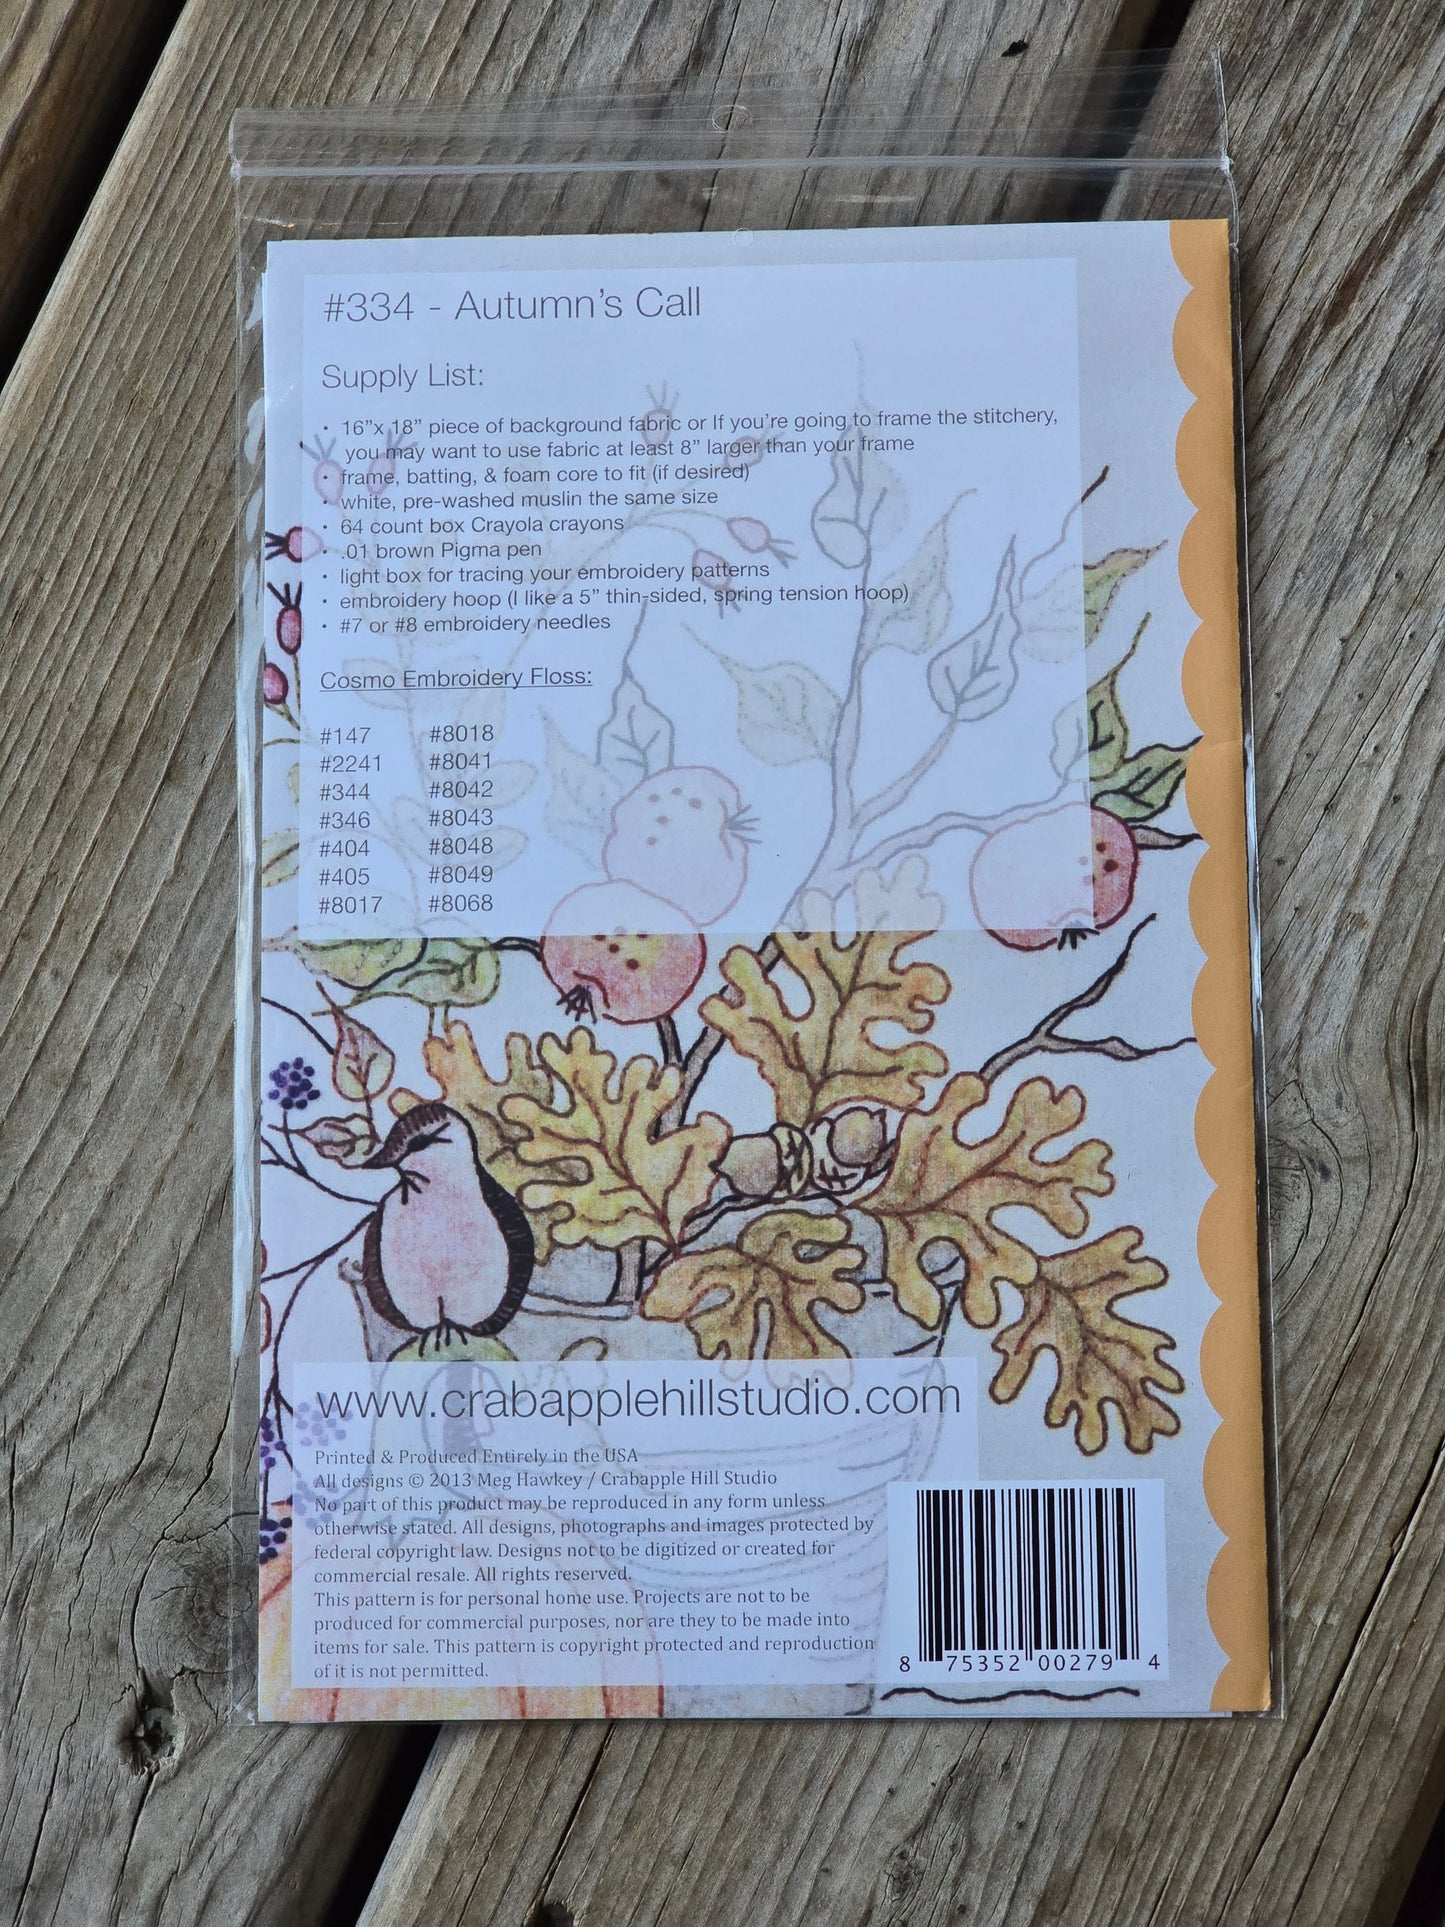 #334 - Autumn's Call
Supply List:
• 16”x 18” piece of background fabric or If you’re going to frame the stitchery,
you may want to use fabric at least 8” larger than your frame
• frame, batting, & foam core to fit (if desired)
• white, pre-washed muslin the same size
• 64 count box Crayola crayons
• .01 brown Pigma pen
• light box for tracing your embroidery patterns
• embroidery hoop (I like a 5” thin-sided, spring tension hoop)
• #7 or #8 embroidery needles
Cosmo Embroidery Floss:
#147 #8018
#2241 #8041
#344 #8042
#346 #8043
#404 #8048
#405 #8049
#8017 #8068
www.crabapplehillstudio.com
Printed & Produced Entirely in the USA
All designs © 2013 Meg Hawkey / Crabapple Hill Studio
No part of this product may be reproduced in any form unless
otherwise stated. All designs, photographs and images protected by
federal copyright law. Designs not to be digitized or created for
commercial resale. All rights reserved.
This pattern is for personal home use. Projects are not to be
produced for commercial purposes, nor are they to be made into
items for sale. This pattern is copyright protected and reproduction
of it is not permitted.
8 75352 00279 4